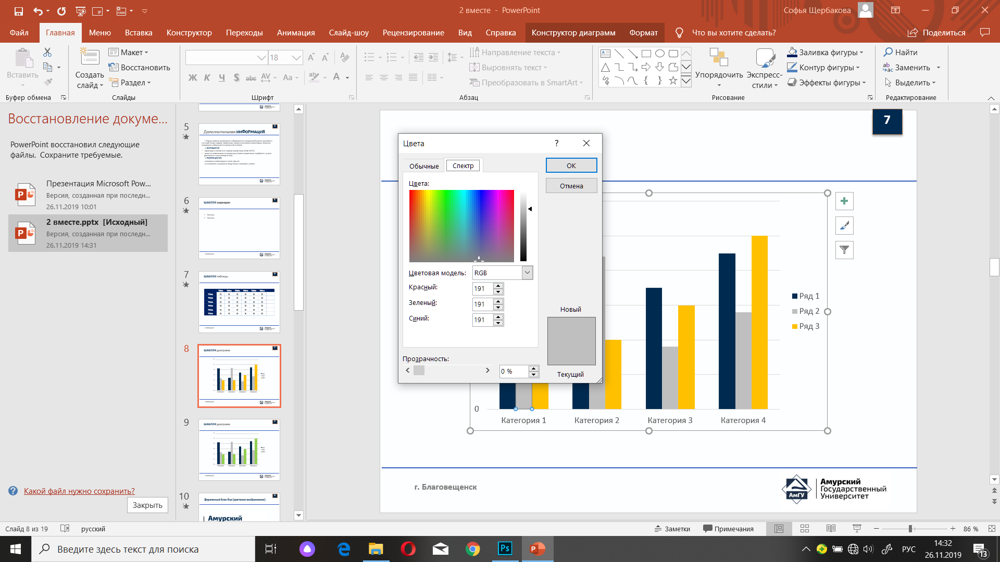 2 вместе - PowerPoint
Софья Щербакова
Файл
Главная
Меню
Вставка
Конструктор
Переходы
Анимация
Слайд-шоу
Рецензирование
Вид
Справка
Конструктор диаграмм
Формат
Что вы хотите сделать?
Поделиться
Вставить
Буфер обмена
Создать слайд
Макет
Восстановить
Раздел
Слайды
18
Ж К Ч S abc AV Aa
Шрифт
Направление текста
Выровнять текст
Преобразовать в SmartArt
Абзац
Упорядочить
Экспресс-стили
Заливка фигуры
Контур фигуры
Эффекты фигуры
Рисование
Найти
Заменить
Выделить
Редактирование
Восстановление докуме...
PowerPoint восстановил следующие
файлы. Сохраните требуемые.
Презентация Microsoft Pow...
Версия, созданная при последн...
26.11.2019 10:01
2 вместе.pptx [Исходный]
Версия, созданная при последн...
26.11.2019 14:31
Какой файл нужно сохранить?
Закрыть
5
Дополнительная ИНФОРМАЦИЯ
6
ШАБЛОН маркеров
7
ШАБЛОН таблицы
8
ШАБЛОН диаграмм
9
ШАБЛОН диаграмм
10
Фирменный блок Rus (цветовое изображение):
Амурский
7
Цвета
?
Обычные
Спектр
ОК
Отмена
Цвета:
Цветовая модель:
RGB
Красный:
191
Зеленый:
191
Синий:
191
Прозрачность:
0 %
Новый
Текущий
Ряд 1
Ряд 2
Ряд 3
0
Категория 1
Категория 2
Категория 3
Категория 4
г. Благовещенск
АмГУ
Амурский
Государственный
Университет
Слайд 8 из 19
русский
Заметки
Примечания
86 %
Введите здесь текст для поиска
Ps
РУС
14:32
26.11.2019
13